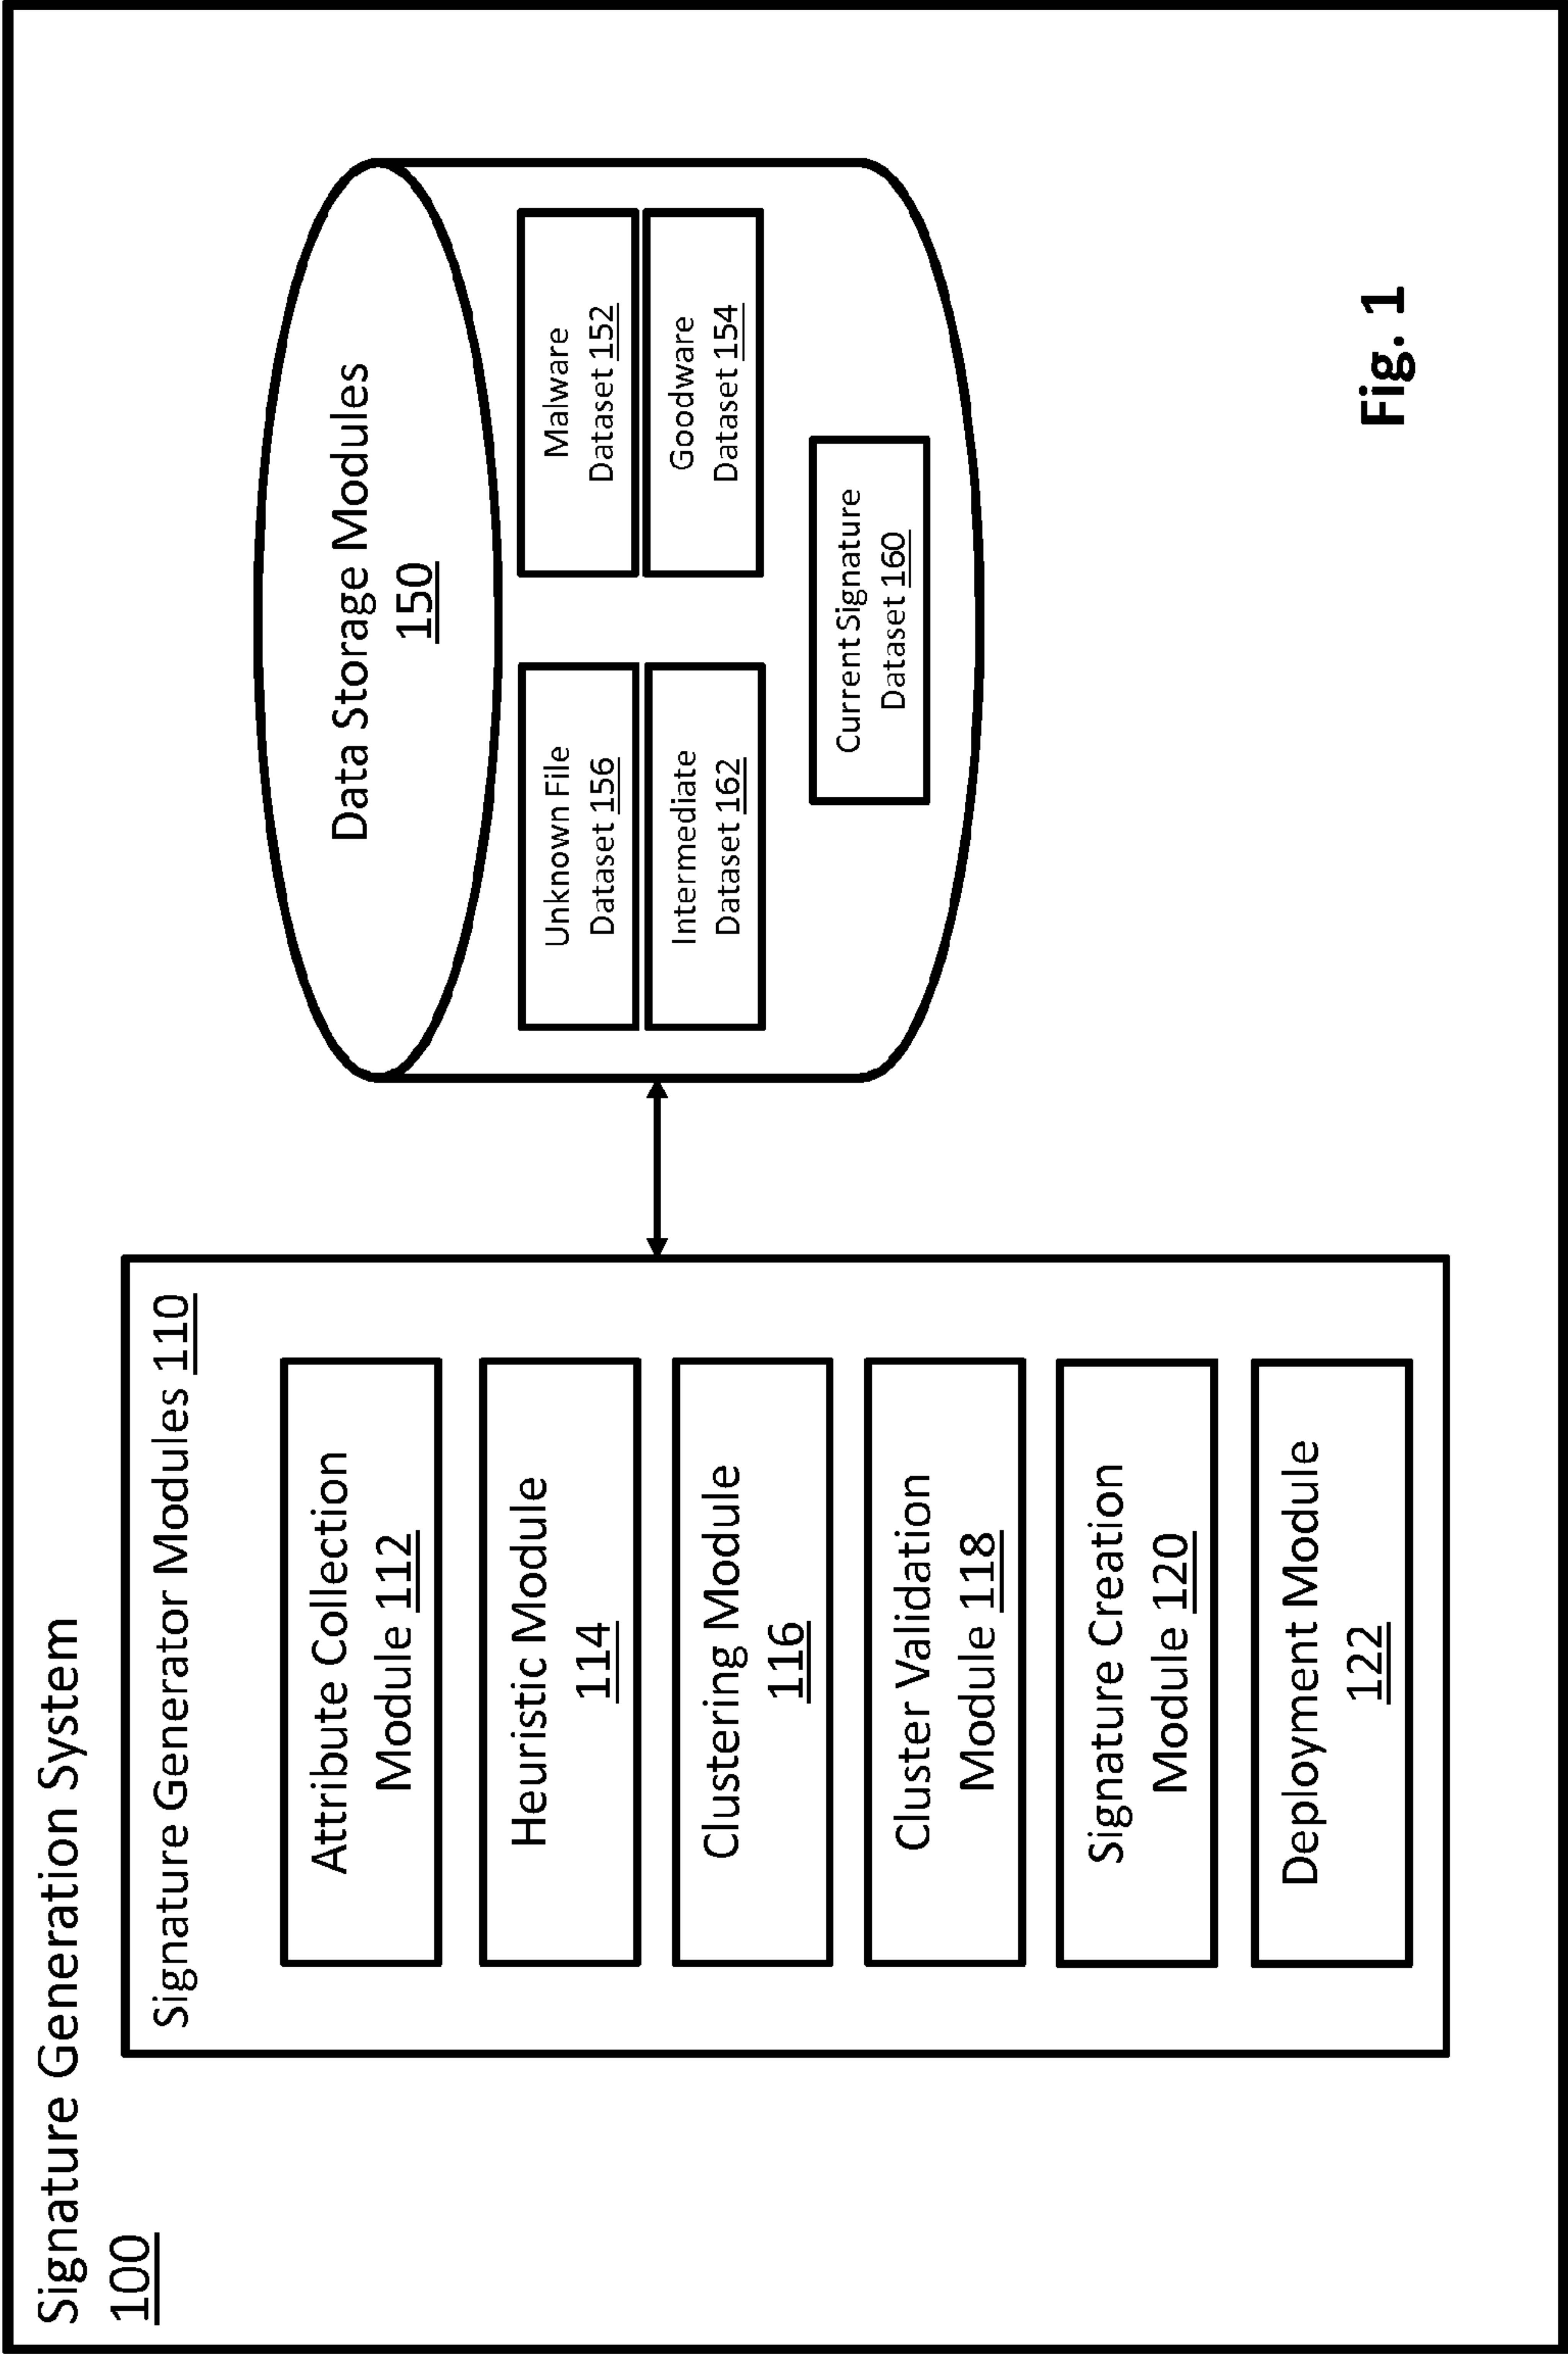 Signature Generation System
100
Signature Generator Modules 110
Attribute Collection
Module 112
Heuristic Module
114
Clustering Module
116
Cluster Validation
Module 118
Signature Creation
Module 120
Deployment Module
122
Data Storage Modules
150
Unknown File
Dataset 156
Intermediate
Dataset 162
Malware
Dataset 152
Goodware
Dataset 154
Current Signature
Dataset 160
Fig. 1